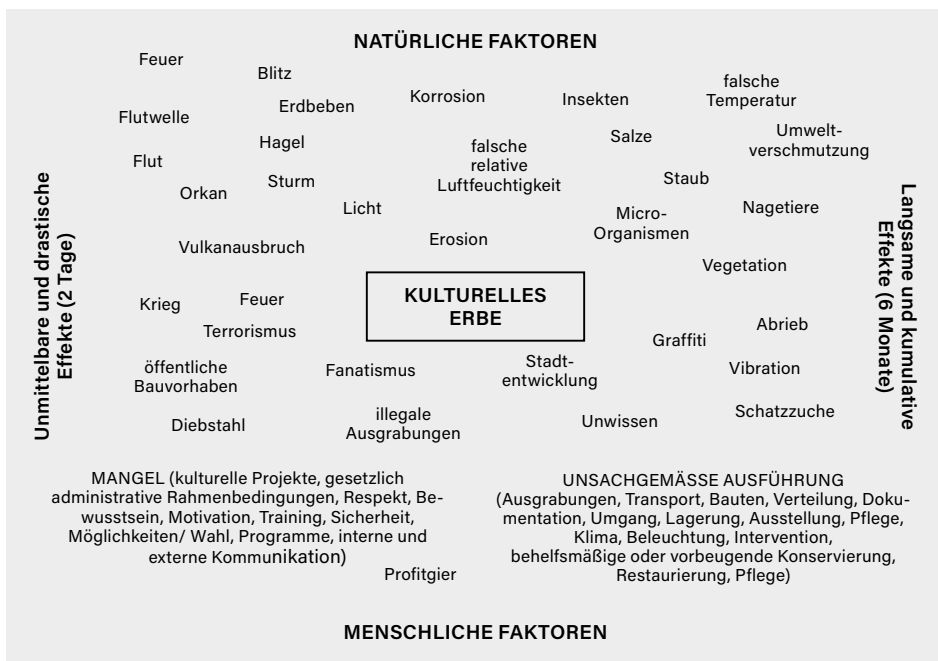 NATÜRLICHE FAKTOREN
Feuer
Blitz
Erdbeben
Korrosion
Insekten
falsche
Temperatur
Flutwelle
Hagel
Salze
Umwelt-
verschmutzung
Flut
falsche
relative
Luftfeuchtigkeit
Orkan
Sturm
Staub
Licht
Micro-
Organismen
Nagetiere
Vulkanausbruch
Erosion
Vegetation
Unmittelbare und drastische
Effekte (2 Tage)
Langsame und kumulative
Effekte (6 Monate)
KULTURELLES
ERBE
Krieg
Feuer
Terrorismus
Graffiti
Abrieb
öffentliche
Bauvorhaben
Fanatismus
Stadt-
entwicklung
Vibration
Diebstahl
illegale
Ausgrabungen
Unwissen
Schatzzuche
MANGEL (kulturelle Projekte, gesetzlich
administrative Rahmenbedingungen, Respekt, Be-
wusstsein, Motivation, Training, Sicherheit,
Möglichkeiten/ Wahl, Programme, interne und
externe Kommunikation)
UNSACHGEMÄSSE AUSFÜHRUNG
(Ausgrabungen, Transport, Bauten, Verteilung, Doku-
mentation, Umgang, Lagerung, Ausstellung, Pflege,
Klima, Beleuchtung, Intervention,
behelfsmäßige oder vorbeugende Konservierung,
Restaurierung, Pflege)
Profitgier
MENSCHLICHE FAKTOREN